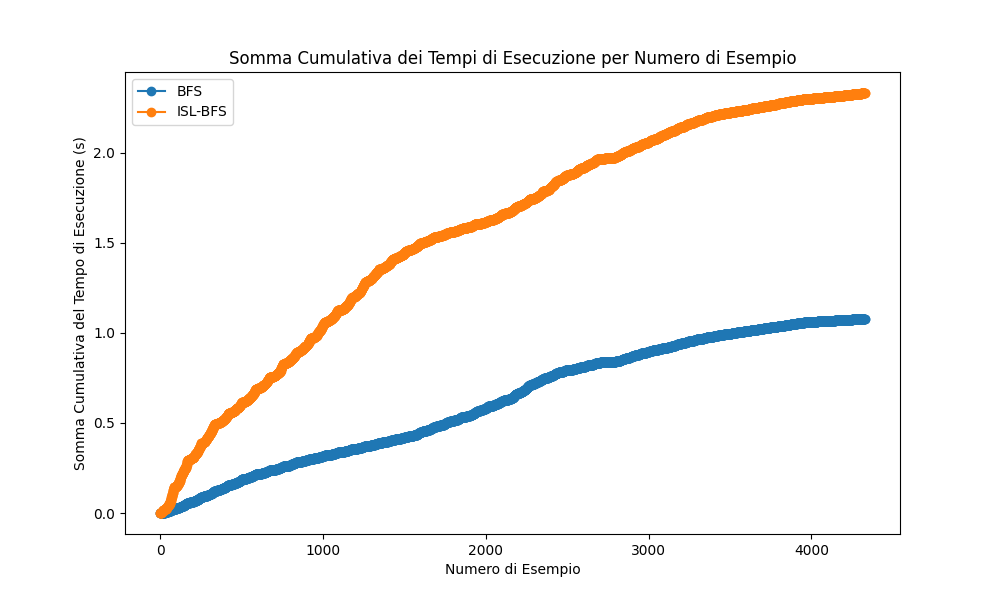 Somma Cumulativa dei Tempi di Esecuzione per Numero di Esempio
BFS
ISL-BFS
Somma Cumulativa del Tempo di Esecuzione (s)
2.0
1.5
1.0
0.5
0.0
0 1000 2000 3000 4000
Numero di Esempio